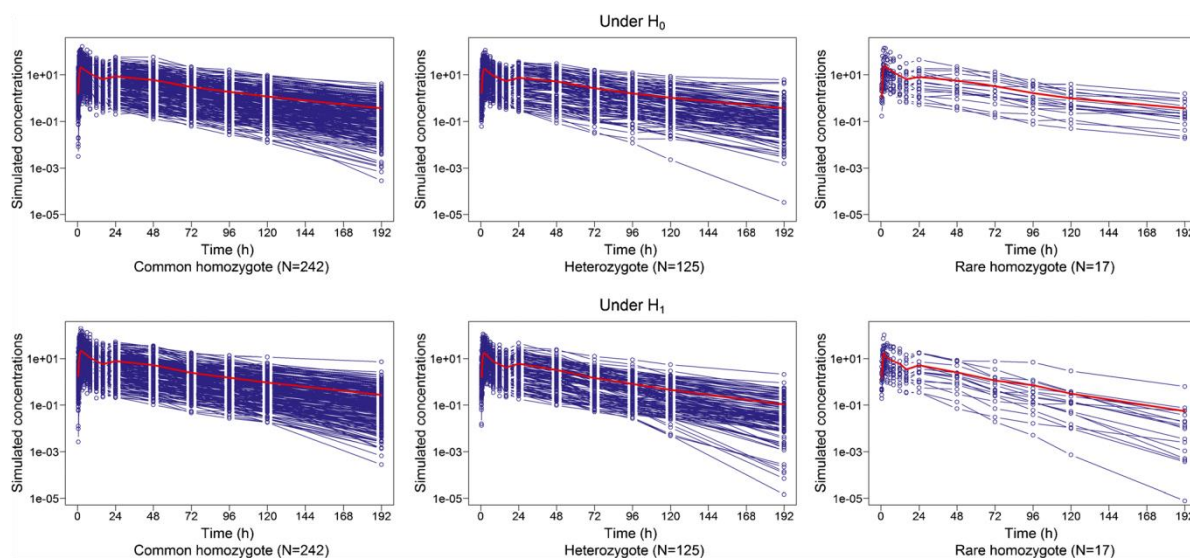 Under H₀
Simulated concentrations
1e+01
1e-01
1e-03
1e-05
0 24 48 72 96 120 144 168 192
Time (h)
Common homozygote (N=242)
Simulated concentrations
1e+01
1e-01
1e-03
1e-05
0 24 48 72 96 120 144 168 192
Time (h)
Heterozygote (N=125)
Simulated concentrations
1e+01
1e-01
1e-03
1e-05
0 24 48 72 96 120 144 168 192
Time (h)
Rare homozygote (N=17)
Under H₁
Simulated concentrations
1e+01
1e-01
1e-03
1e-05
0 24 48 72 96 120 144 168 192
Time (h)
Common homozygote (N=242)
Simulated concentrations
1e+01
1e-01
1e-03
1e-05
0 24 48 72 96 120 144 168 192
Time (h)
Heterozygote (N=125)
Simulated concentrations
1e+01
1e-01
1e-03
1e-05
0 24 48 72 96 120 144 168 192
Time (h)
Rare homozygote (N=17)